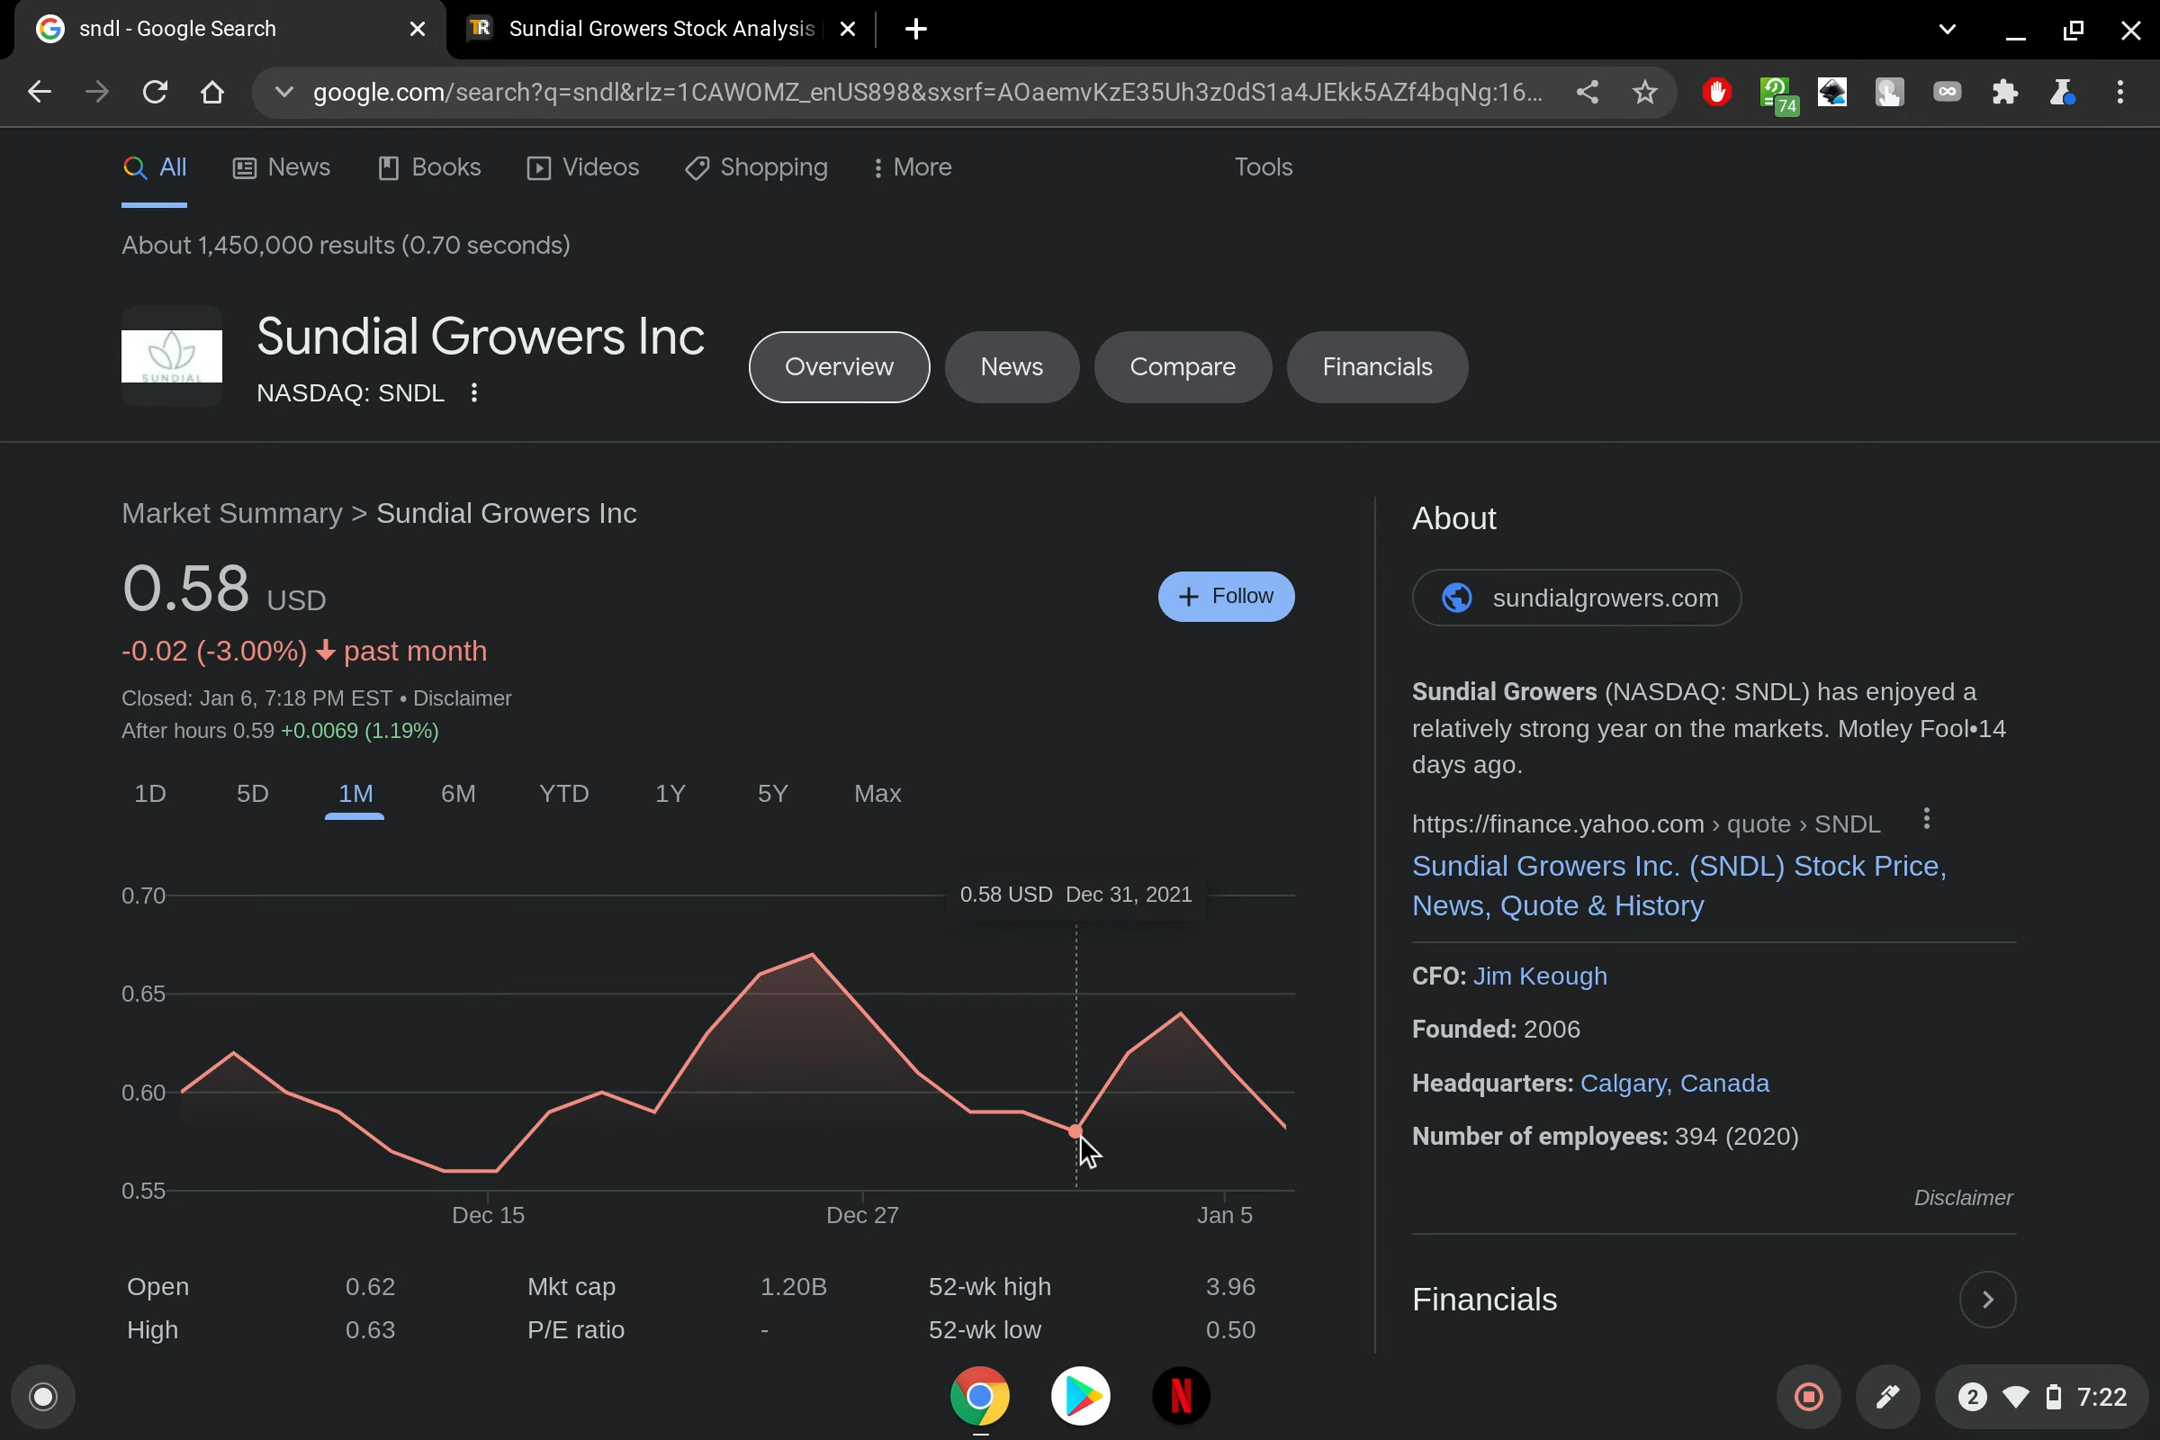 sndl - Google Search
Sundial Growers Stock Analysis
google.com/search?q=sndl&rlz=1CAWOMZ_enUS898&sxsrf=AOaemvKzE35Uh3z0dS1a4JEkk5AZf4bqNg:16...
74
All News Books Videos Shopping More Tools
About 1,450,000 results (0.70 seconds)
SUNDIAL
Sundial Growers Inc
NASDAQ: SNDL
Overview News Compare Financials
Market Summary > Sundial Growers Inc
0.58 USD
+ Follow
-0.02 (-3.00%) past month
Closed: Jan 6, 7:18 PM EST • Disclaimer
After hours 0.59 +0.0069 (1.19%)
1D 5D 1M 6M YTD 1Y 5Y Max
0.58 USD Dec 31, 2021
0.70
0.65
0.60
0.55
Dec 15 Dec 27 Jan 5
Open 0.62 Mkt cap 1.20B 52-wk high 3.96
High 0.63 P/E ratio - 52-wk low 0.50
About
sundialgrowers.com
Sundial Growers (NASDAQ: SNDL) has enjoyed a
relatively strong year on the markets. Motley Fool•14
days ago.
https://finance.yahoo.com › quote › SNDL
Sundial Growers Inc. (SNDL) Stock Price,
News, Quote & History
CFO: Jim Keough
Founded: 2006
Headquarters: Calgary, Canada
Number of employees: 394 (2020)
Disclaimer
Financials
N
2 7:22